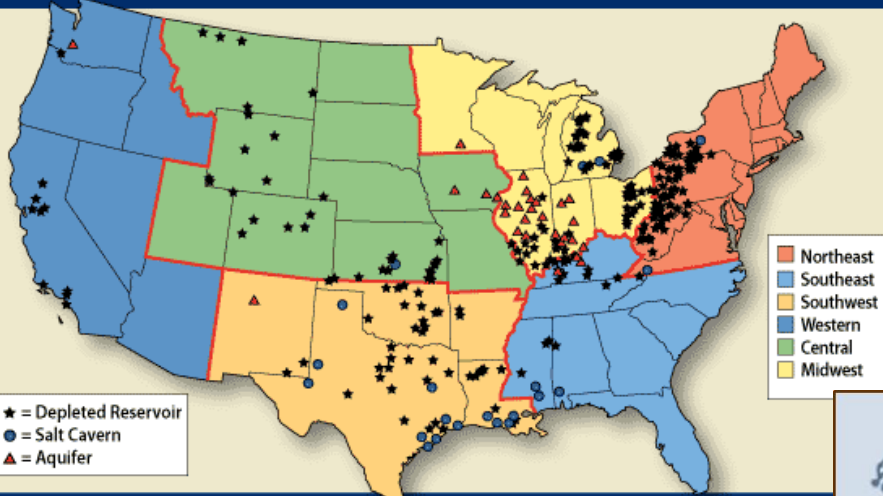 Northeast
Southeast
Southwest
Western
Central
Midwest
= Depleted Reservoir
= Salt Cavern
= Aquifer